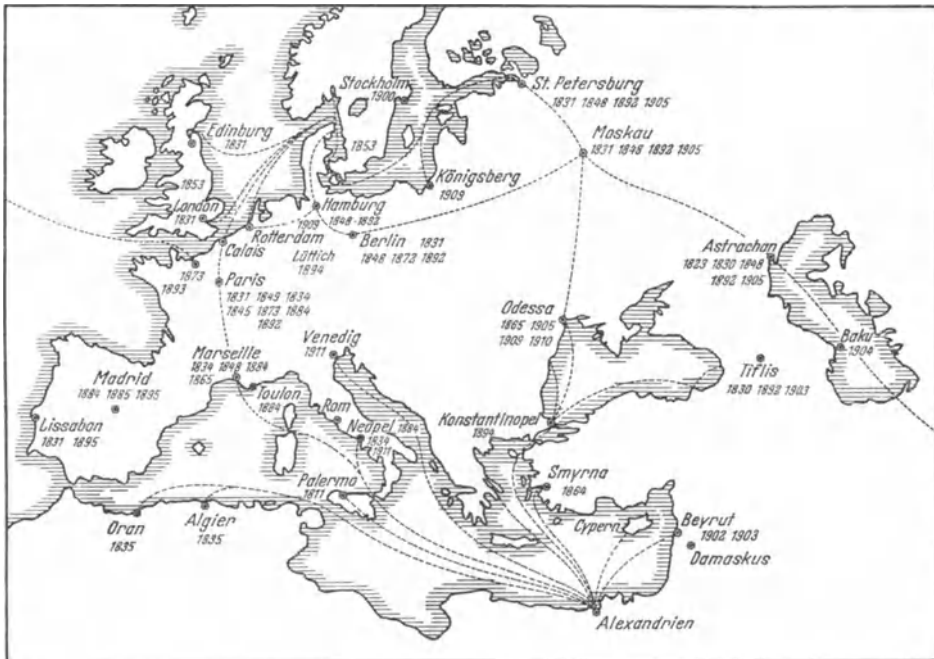 Stockholm
1900
St. Petersburg
1831 1848 1892 1905
Edinburg
1831
1853
Moskau
1831 1848 1892 1905
Königsberg
1909
1853
London
1831
Hamburg
1848-1892
1909
Rotterdam
Calais
Berlin 1831
1848 1873 1892
Lüttich
1894
Astrachan
1823 1830 1848
1892 1905
1873
1893
Paris
1831 1849 1834
1845 1873 1884
1892
Odessa
1865 1905
1909 1910
Venedig
1911
Baku
1904
Marseille
1834 1848 1884
1865
Tiflis
1830 1892 1903
Madrid
1884 1885 1895
Toulon
1884
Rom
Lissabon
1831 1895
Neapel
1884
1834
1911
Konstantinopel
1894
Palermo
1911
Smyrna
1864
Oran
1835
Algier
1835
Cypern
Beyrut
1902 1903
Damaskus
Alexandrien